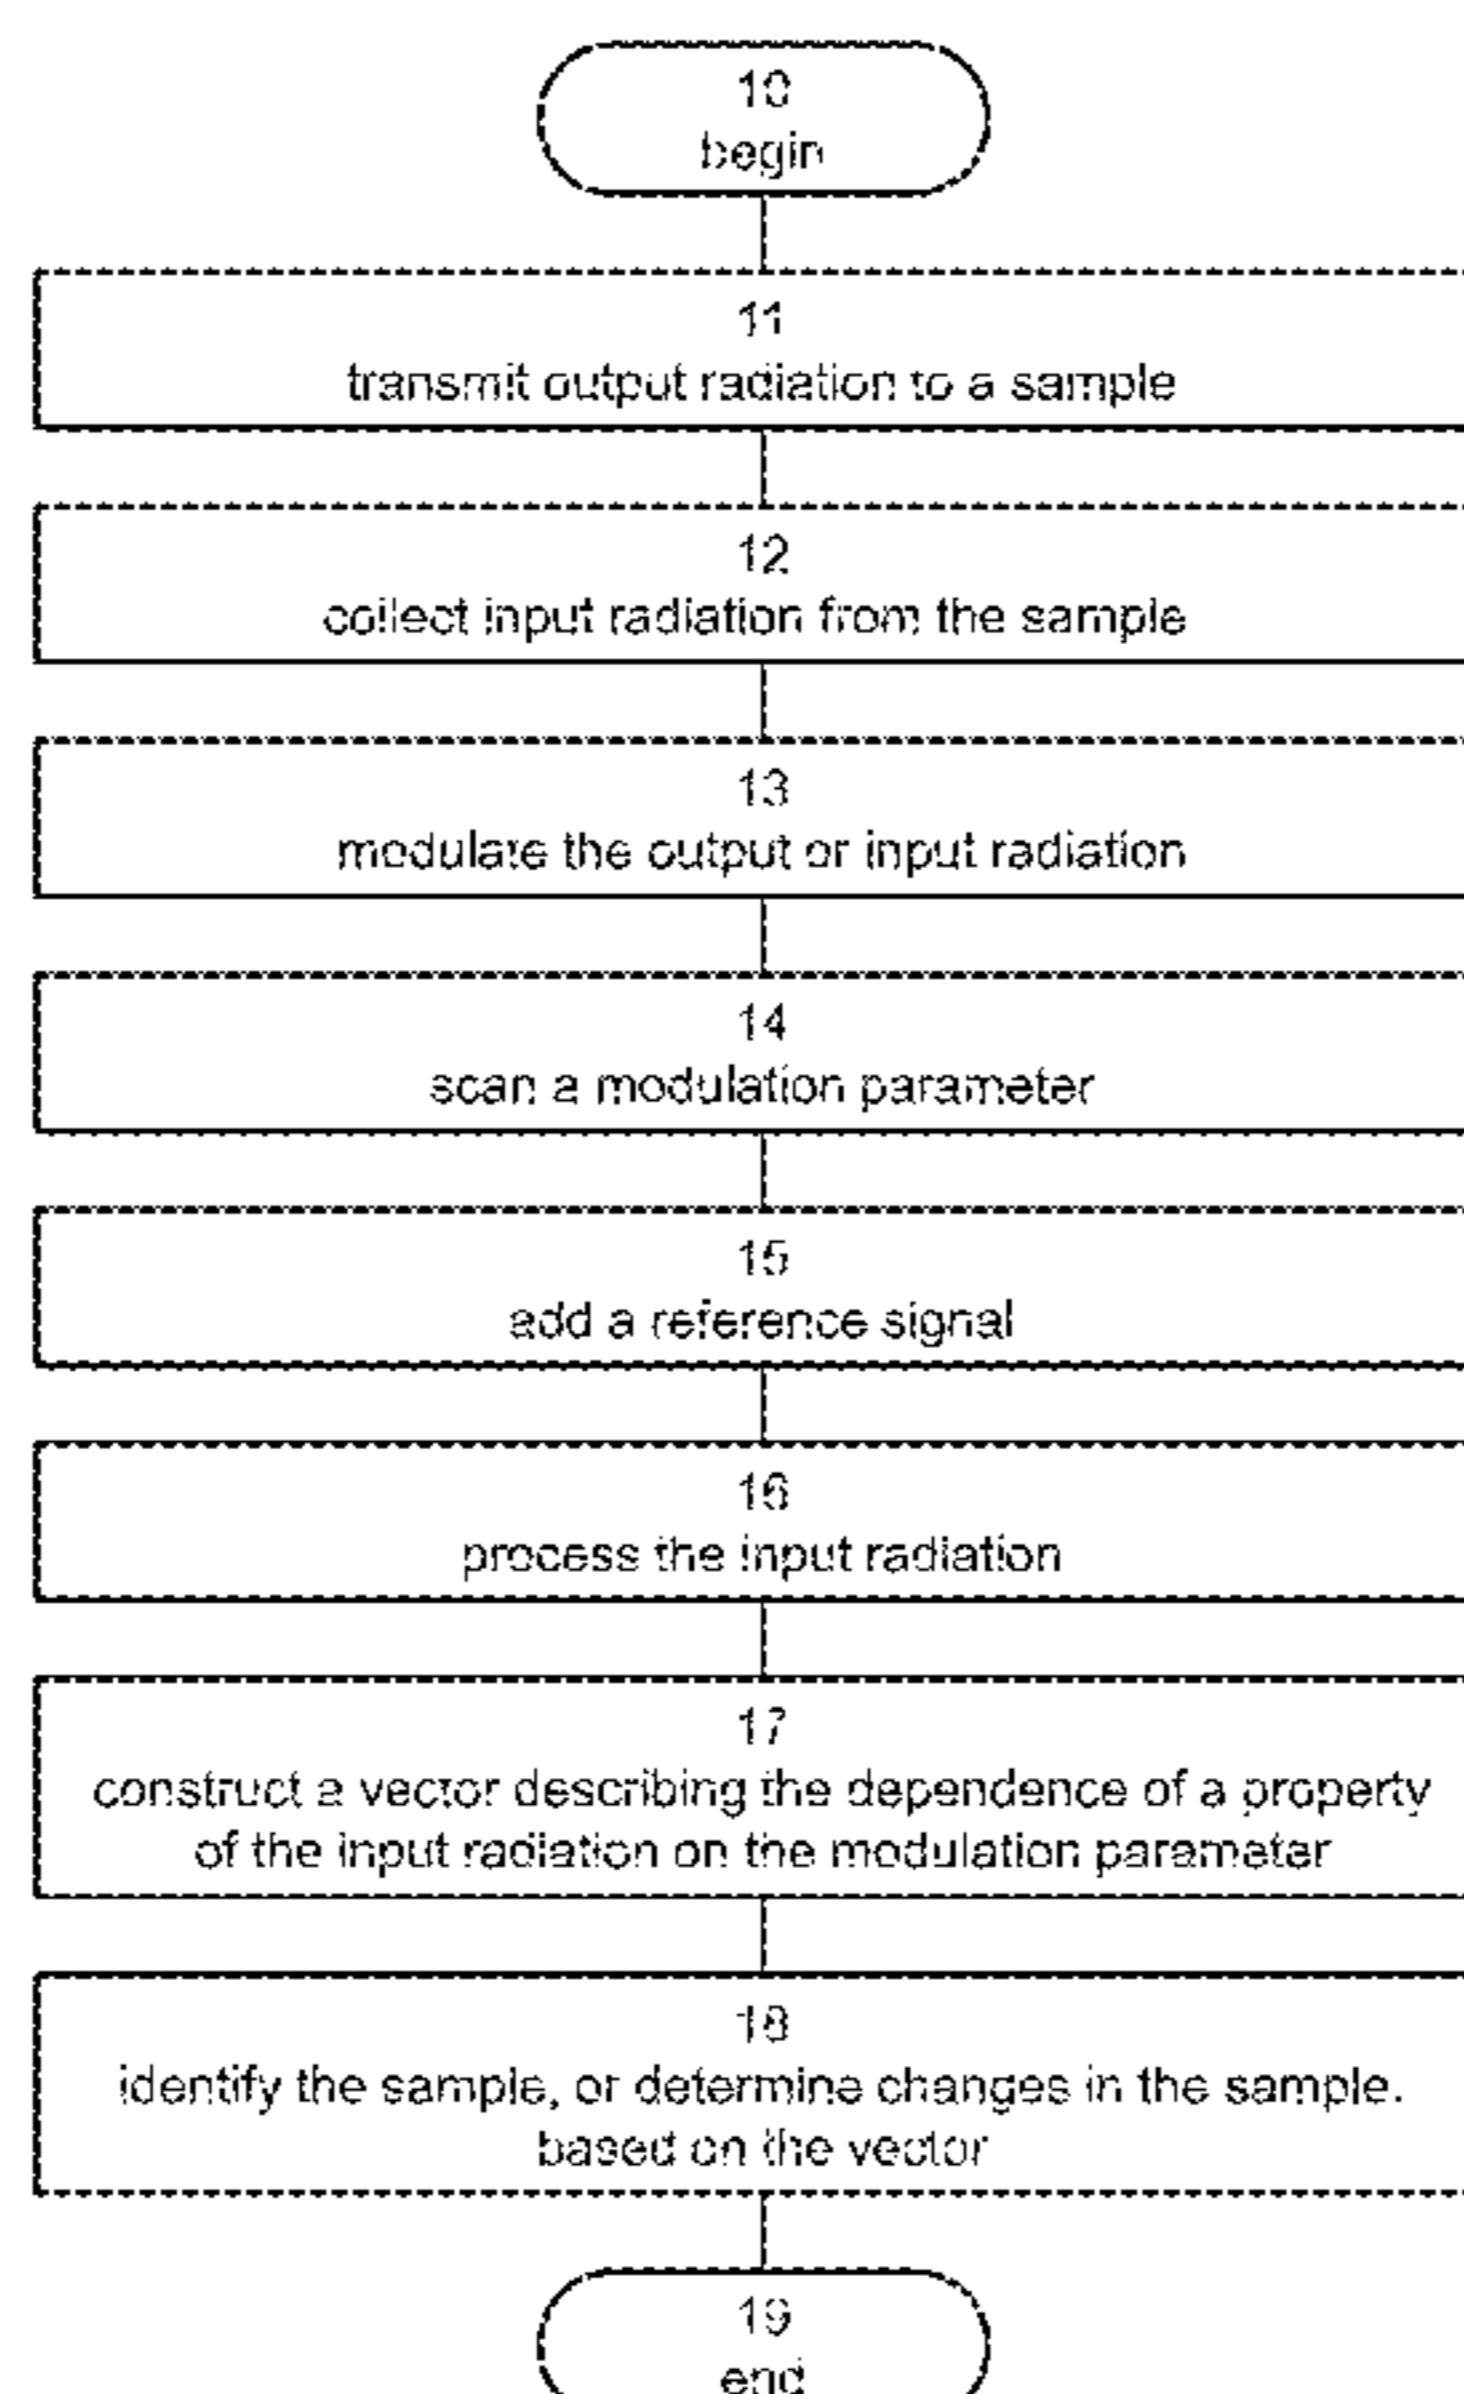 10
begin
11
transmit output radiation to a sample
12
collect input radiation from the sample
13
modulate the output or input radiation
14
scan a modulation parameter
15
add a reference signal
16
process the input radiation
17
construct a vector describing the dependence of a property
of the input radiation on the modulation parameter
18
identify the sample, or determine changes in the sample,
based on the vector
19
end